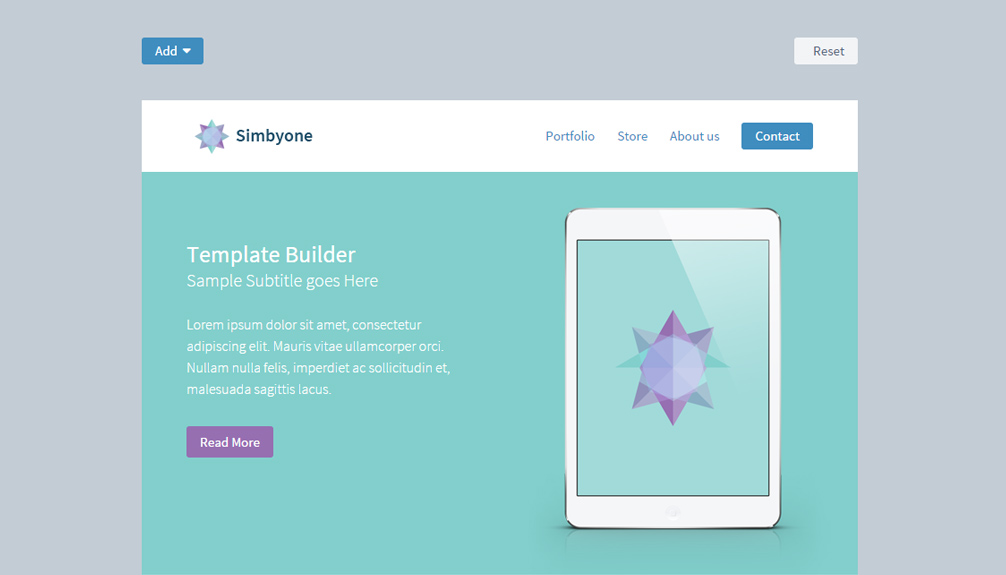 Add
Reset
Simbyone
Portfolio
Store
About us
Contact
Template Builder
Sample Subtitle goes Here
Lorem ipsum dolor sit amet, consectetur
adipiscing elit. Mauris vitae ullamcorper orci.
Nullam nulla felis, imperdiet ac sollicitudin et,
malesuada sagittis lacus.
Read More